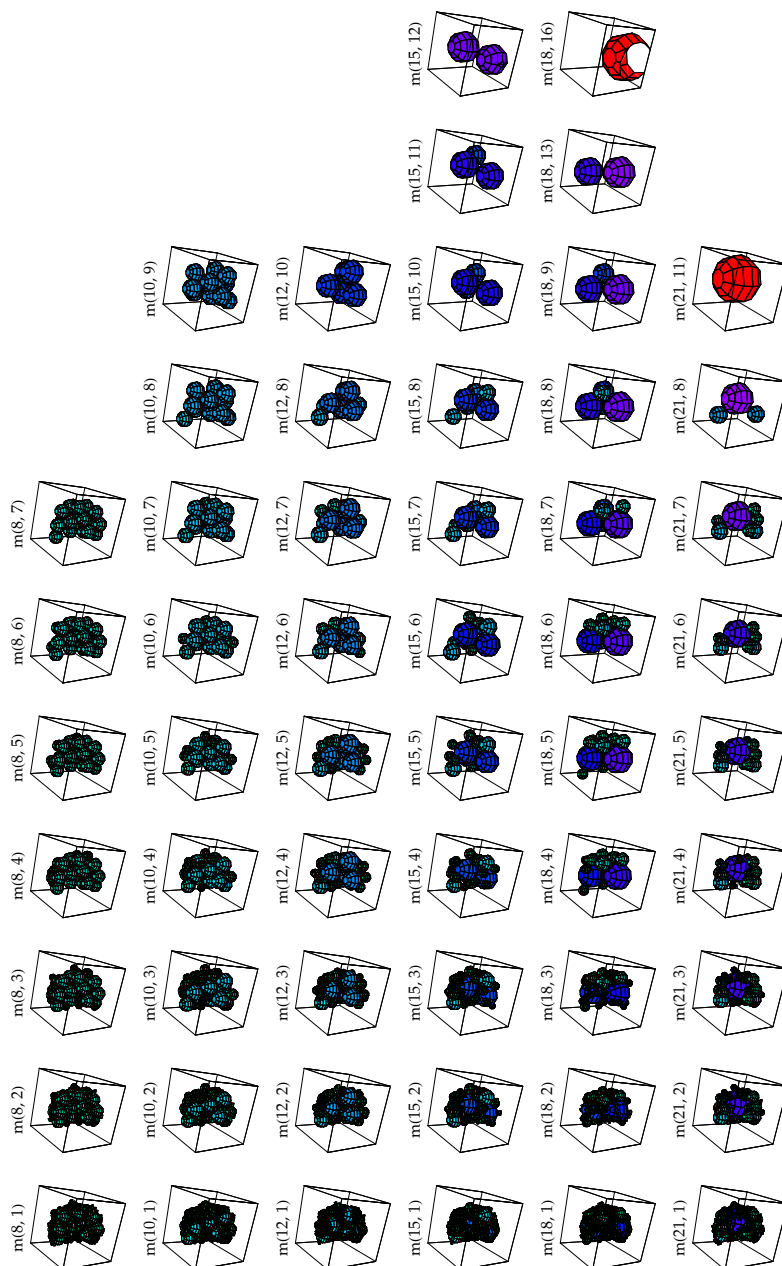 m(8, 1) m(8, 2) m(8, 3) m(8, 4) m(8, 5) m(8, 6) m(8, 7)
m(10, 1) m(10, 2) m(10, 3) m(10, 4) m(10, 5) m(10, 6) m(10, 7) m(10, 8) m(10, 9)
m(12, 1) m(12, 2) m(12, 3) m(12, 4) m(12, 5) m(12, 6) m(12, 7) m(12, 8) m(12, 10)
m(15, 1) m(15, 2) m(15, 3) m(15, 4) m(15, 5) m(15, 6) m(15, 7) m(15, 8) m(15, 10) m(15, 11) m(15, 12)
m(18, 1) m(18, 2) m(18, 3) m(18, 4) m(18, 5) m(18, 6) m(18, 7) m(18, 8) m(18, 9) m(18, 13) m(18, 16)
m(21, 1) m(21, 2) m(21, 3) m(21, 4) m(21, 5) m(21, 6) m(21, 7) m(21, 8) m(21, 11)